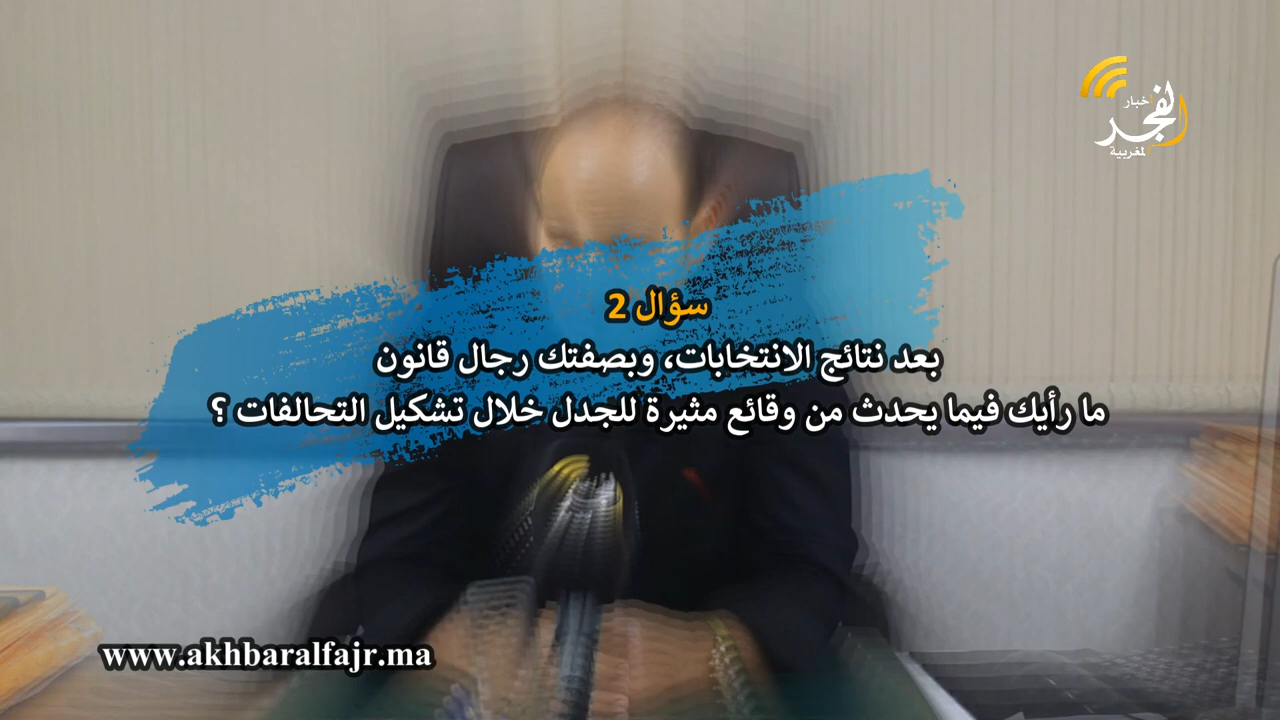 اخبار
الفجر
المغربية
سؤال 2
بعد نتائج الانتخابات، وبصفتك رجال قانون
ما رأيك فيما يحدث من وقائع مثيرة للجدل خلال تشكيل التحالفات ؟
www.akhbaralfajr.ma